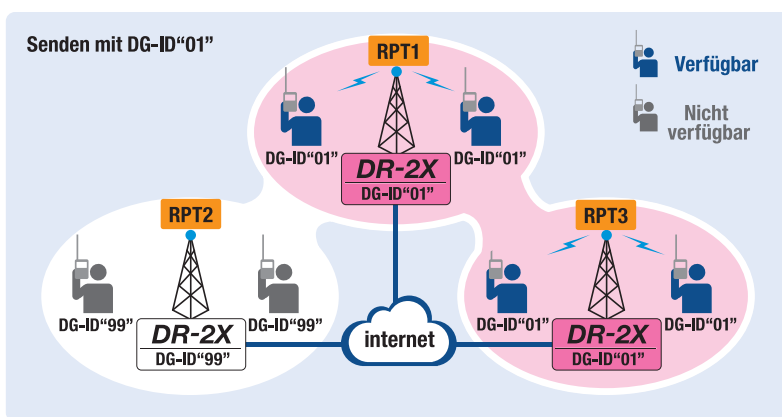 Senden mit DG-ID“01”
RPT1
Verfügbar
Nicht
verfügbar
DG-ID“01”
DG-ID“01”
DR-2X
DG-ID“01”
RPT2
RPT3
DG-ID“99”
DG-ID“99”
DR-2X
DG-ID“99”
internet
DG-ID“01”
DG-ID“01”
DR-2X
DG-ID“01”